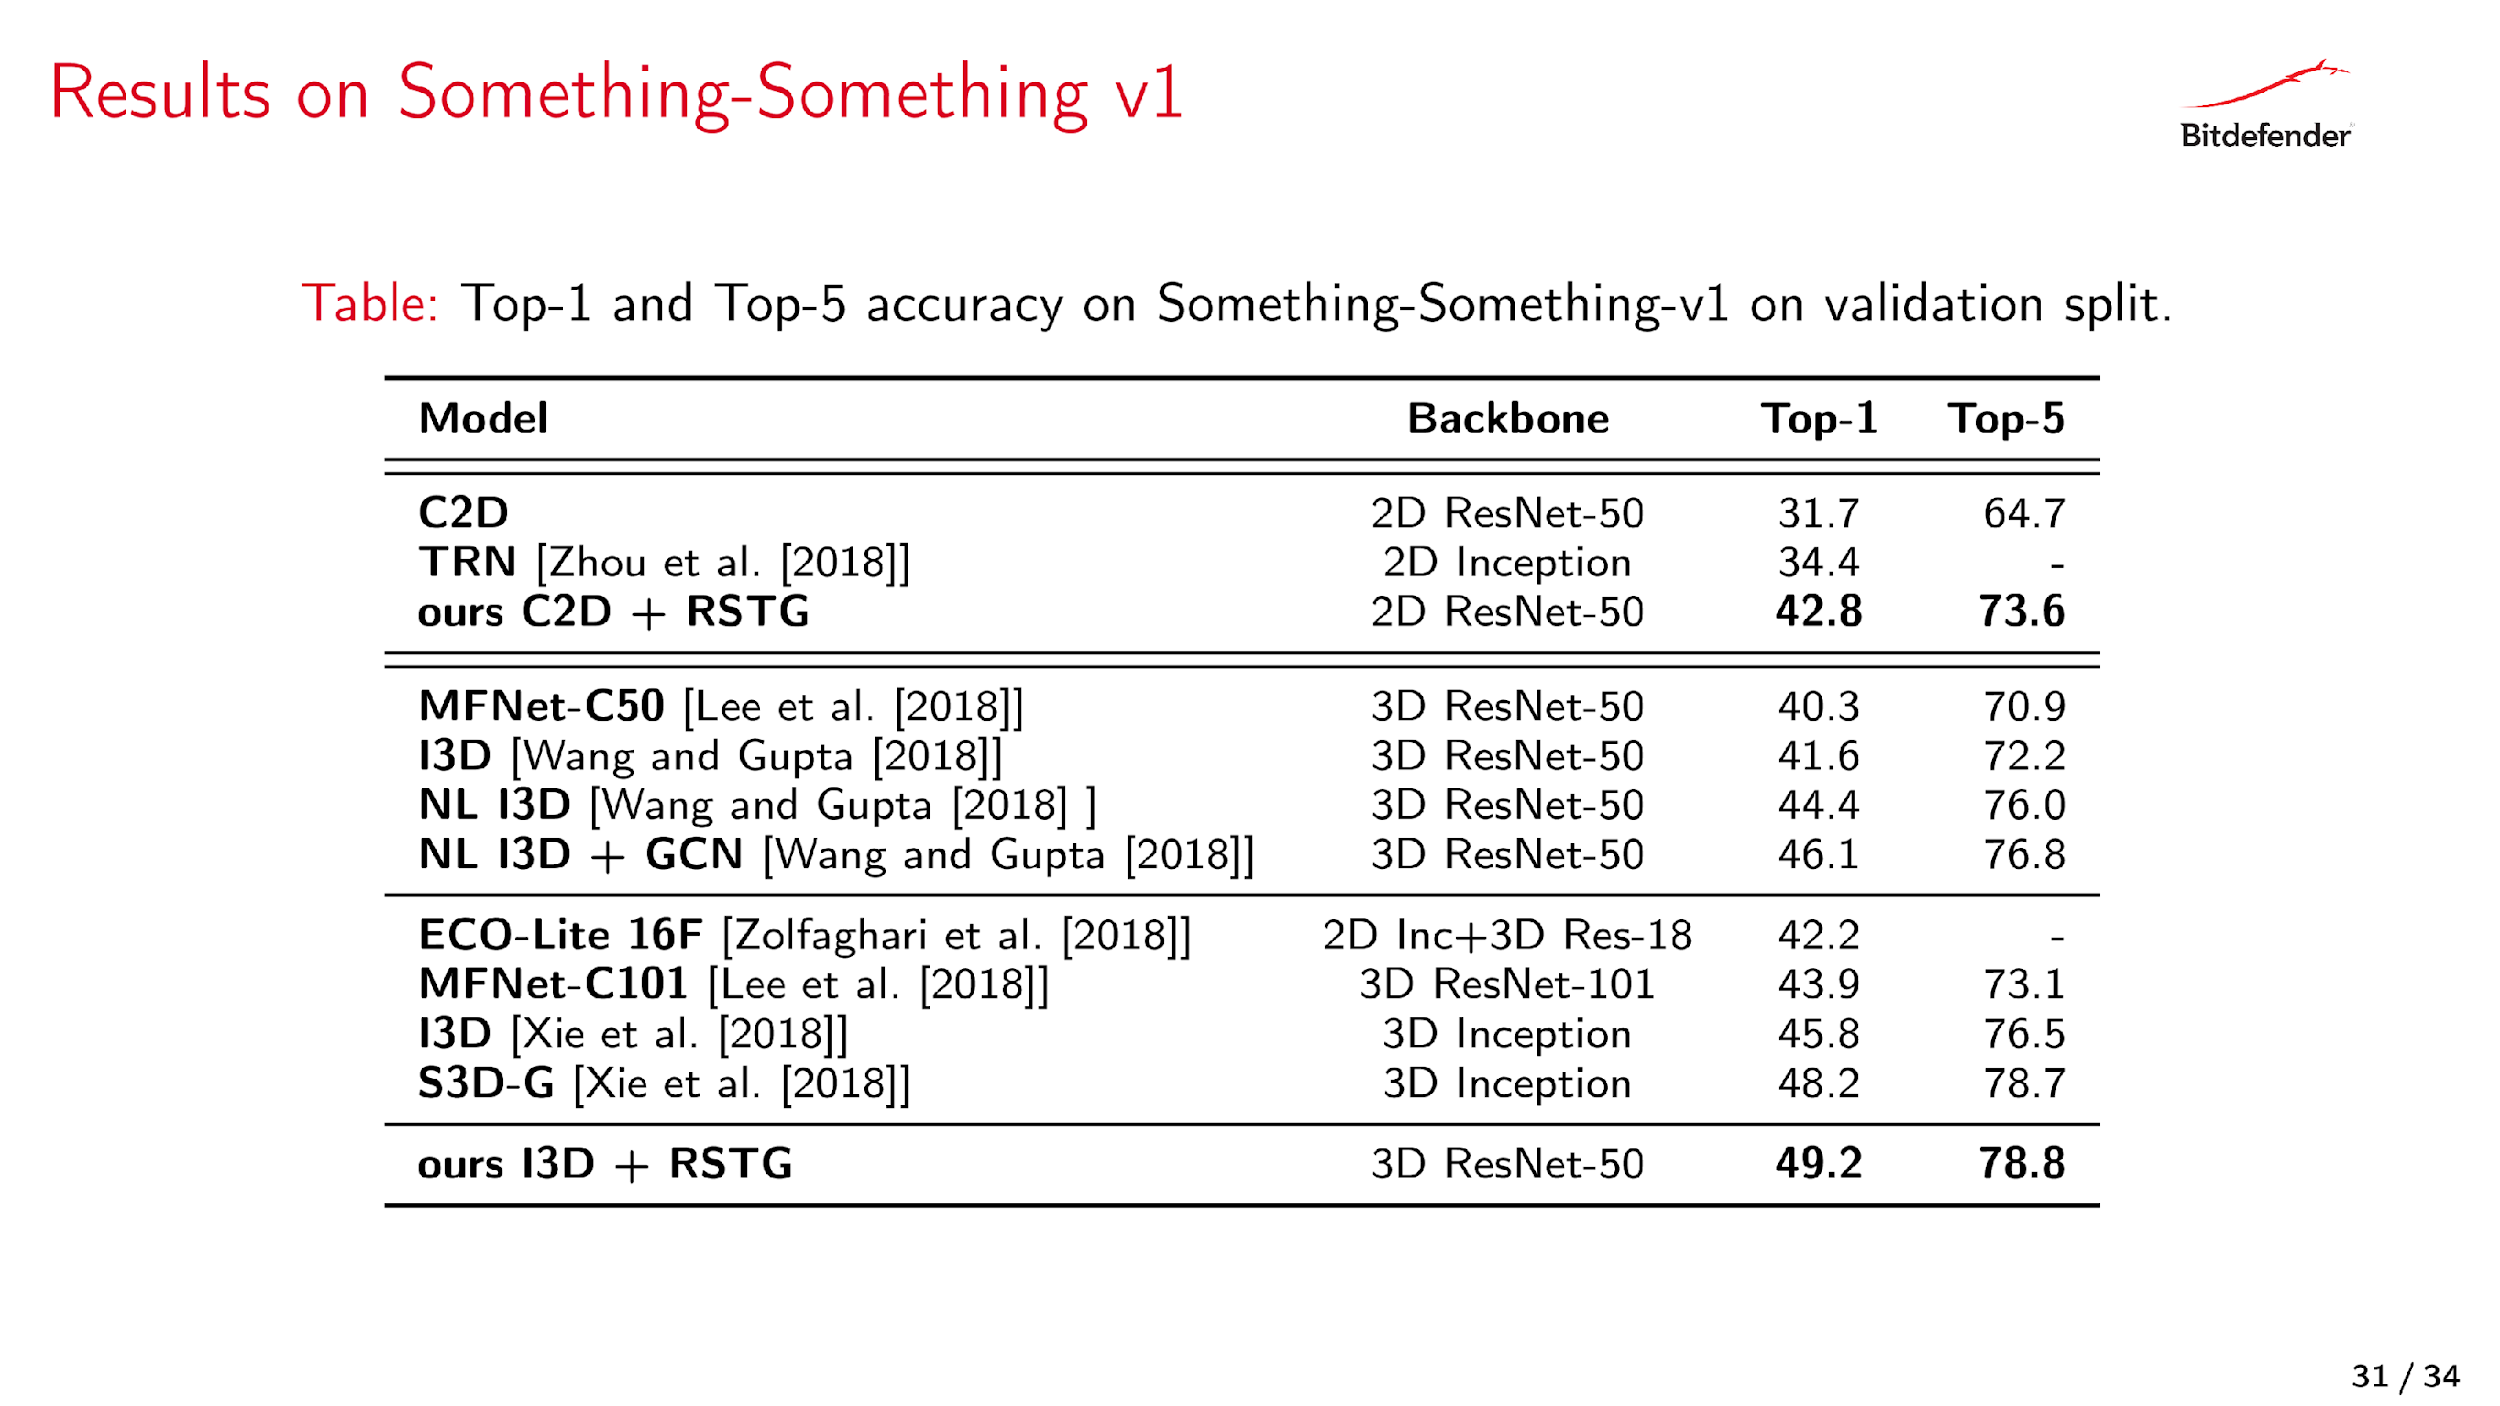 Results on Something-Something v1
Bitdefender
Table: Top-1 and Top-5 accuracy on Something-Something-v1 on validation split.
Model Backbone Top-1 Top-5
C2D 2D ResNet-50 31.7 64.7
TRN [Zhou et al. [2018]] 2D Inception 34.4 -
ours C2D + RSTG 2D ResNet-50 42.8 73.6
MFNet-C50 [Lee et al. [2018]] 3D ResNet-50 40.3 70.9
I3D [Wang and Gupta [2018]] 3D ResNet-50 41.6 72.2
NL I3D [Wang and Gupta [2018] ] 3D ResNet-50 44.4 76.0
NL I3D + GCN [Wang and Gupta [2018]] 3D ResNet-50 46.1 76.8
ECO-Lite 16F [Zolfaghari et al. [2018]] 2D Inc+3D Res-18 42.2 -
MFNet-C101 [Lee et al. [2018]] 3D ResNet-101 43.9 73.1
I3D [Xie et al. [2018]] 3D Inception 45.8 76.5
S3D-G [Xie et al. [2018]] 3D Inception 48.2 78.7
ours I3D + RSTG 3D ResNet-50 49.2 78.8
31 / 34